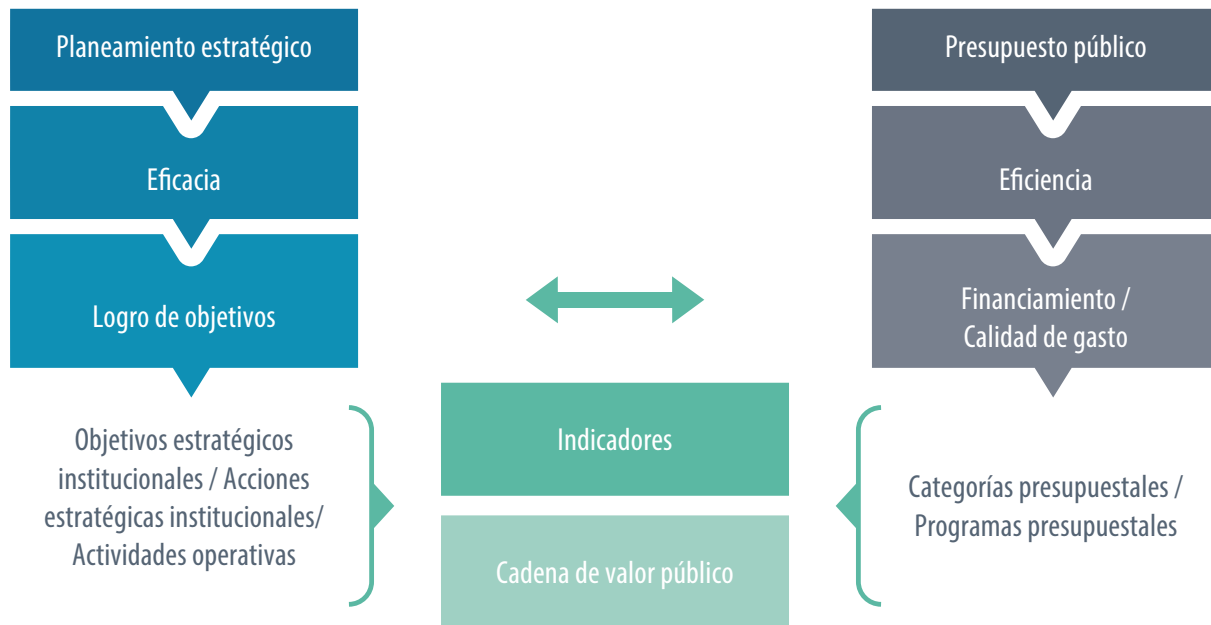 Planeamiento estratégico
Eficacia
Logro de objetivos
Objetivos estratégicos
institucionales / Acciones
estratégicas institucionales/
Actividades operativas
Indicadores
Cadena de valor público
Presupuesto público
Eficiencia
Financiamiento /
Calidad de gasto
Categorías presupuestales /
Programas presupuestales